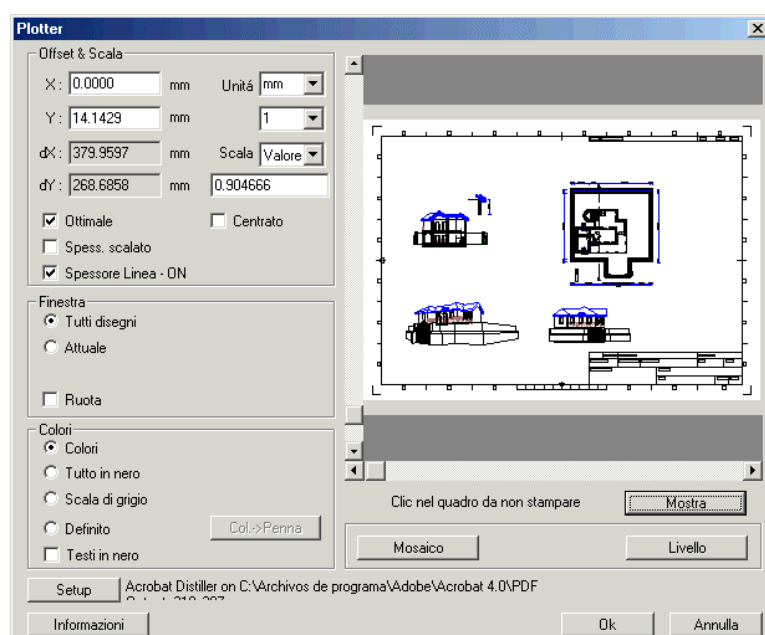 Plotter
Offset & Scala
X: 0.0000 mm Unitá mm
Y: 14.1429 mm 1
dX: 379.9597 mm Scala Valore
dY: 268.6858 mm 0.904666
Ottimale Centrato
Spess. scalato
Spessore Linea - ON
Finestra
Tutti disegni
Attuale
Ruota
Colori
Colori
Tutto in nero
Scala di grigio
Definito Col.->Penna
Testi in nero
Clic nel quadro da non stampare Mostra
Mosaico Livello
Setup Acrobat Distiller on C:\Archivos de programa\Adobe\Acrobat 4.0\PDF
Informazioni Ok Annulla